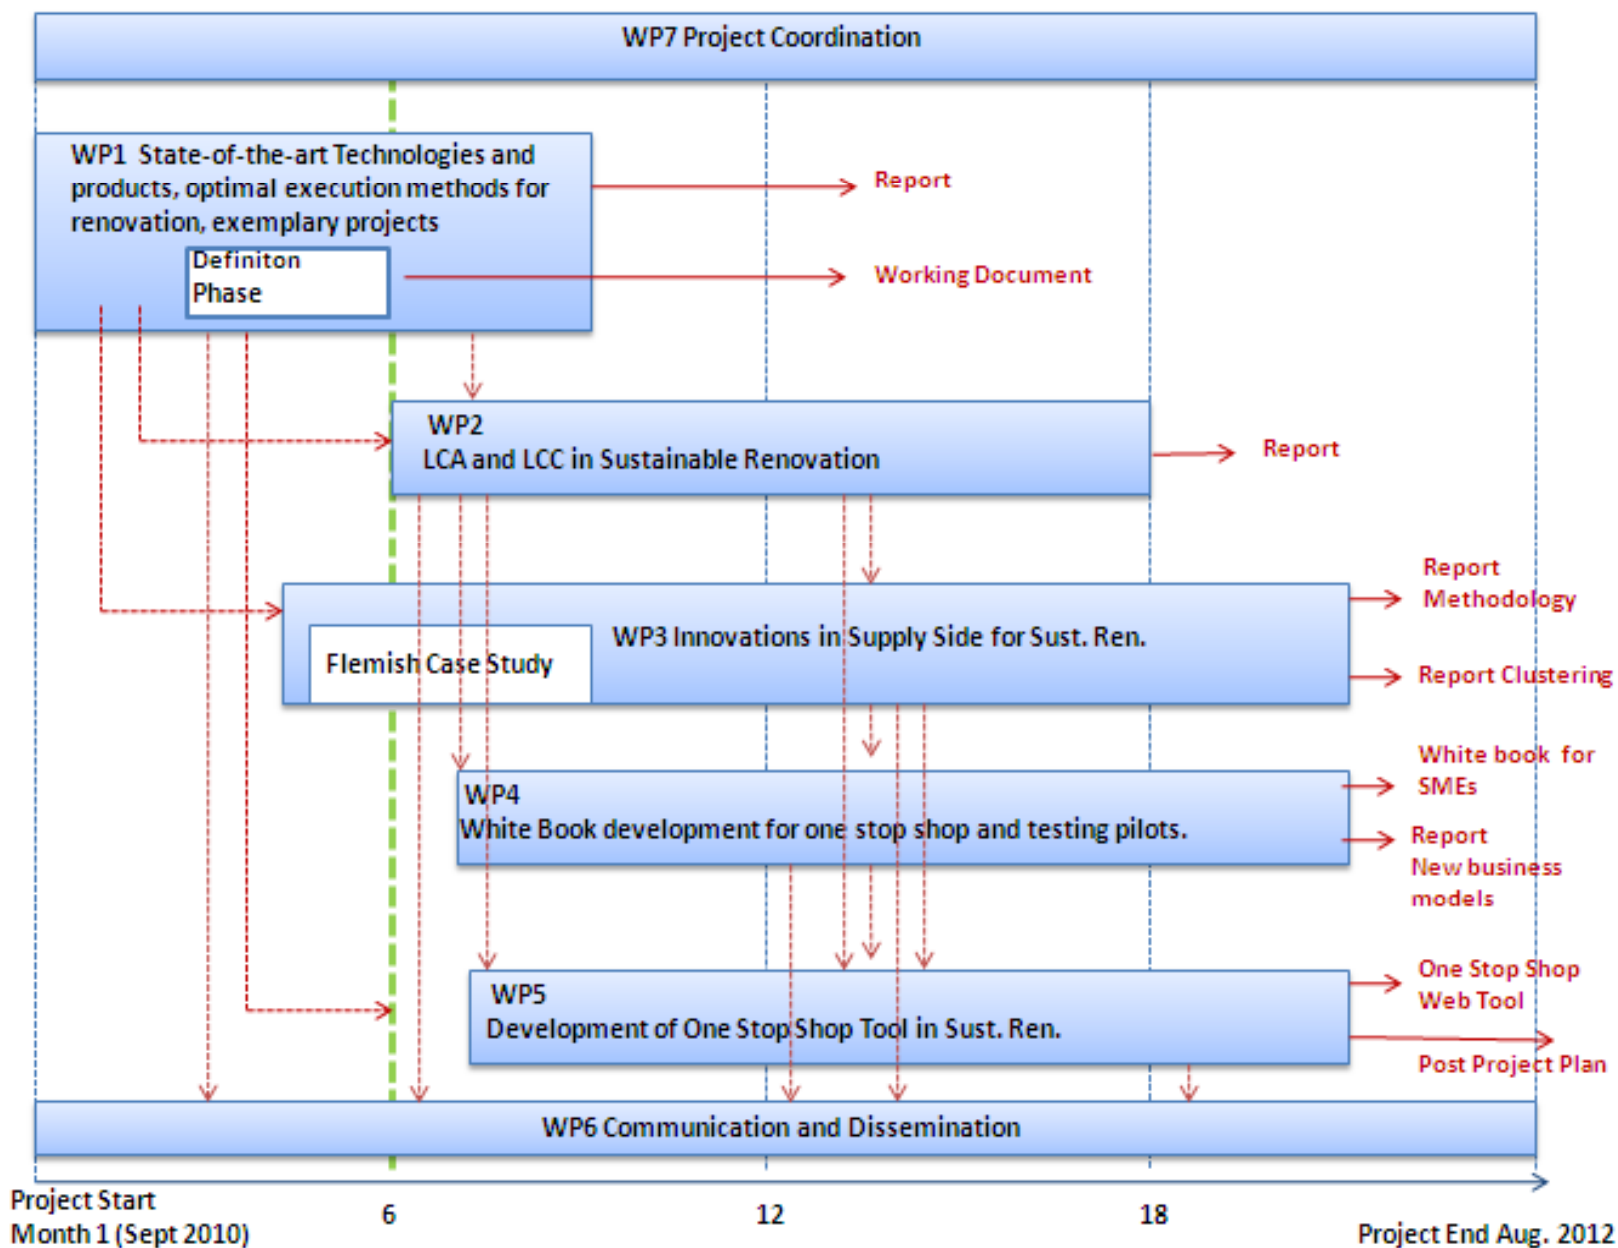 WP7 Project Coordination
WP1 State-of-the-art Technologies and
products, optimal execution methods for
renovation, exemplary projects
Definiton
Phase
Report
Working Document
WP2
LCA and LCC in Sustainable Renovation
Report
WP3 Innovations in Supply Side for Sust. Ren.
Flemish Case Study
Report
Methodology
Report Clustering
WP4
White Book development for one stop shop and testing pilots.
White book for
SMEs
Report
New business
models
WP5
Development of One Stop Shop Tool in Sust. Ren.
One Stop Shop
Web Tool
Post Project Plan
WP6 Communication and Dissemination
Project Start
Month 1 (Sept 2010)
6
12
18
Project End Aug. 2012